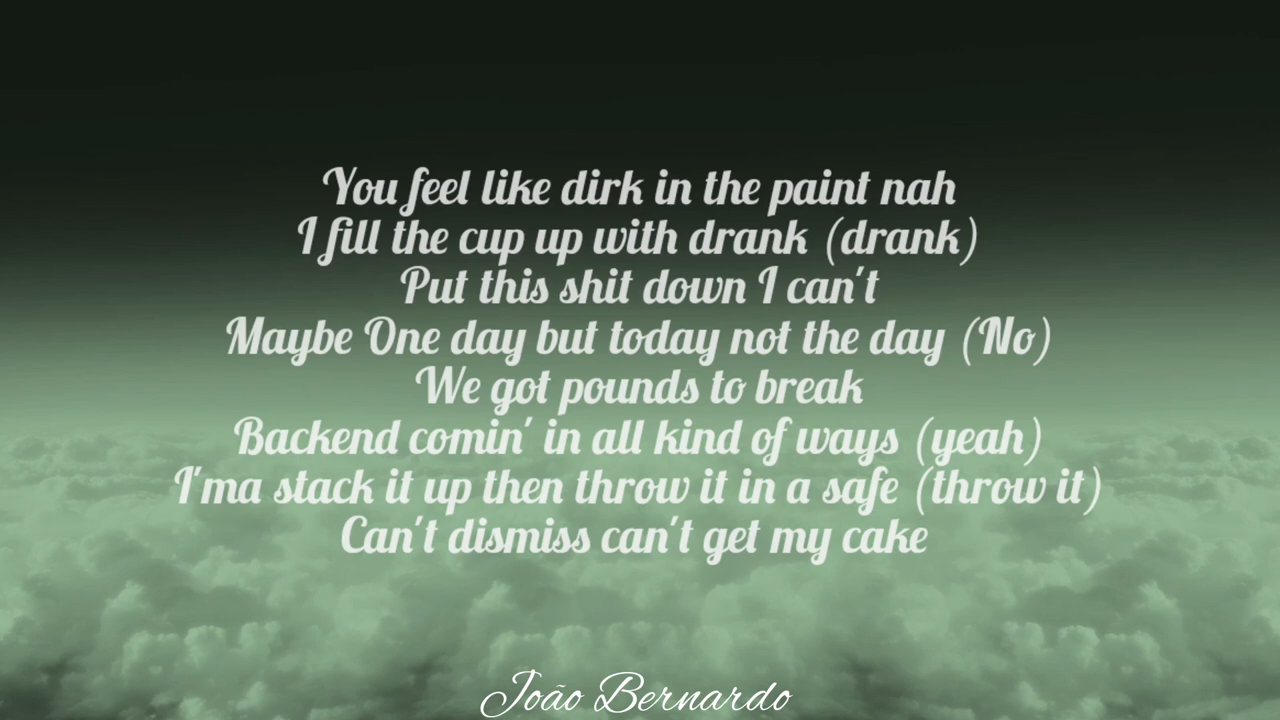 You feel like dirk in the paint nah
I fill the cup up with drank (drank)
Put this shit down I can't
Maybe One day but today not the day (No)
We got pounds to break
Backend comin' in all kind of ways (yeah)
I'ma stack it up then throw it in a safe (throw it)
Can't dismiss can't get my cake
João Bernardo